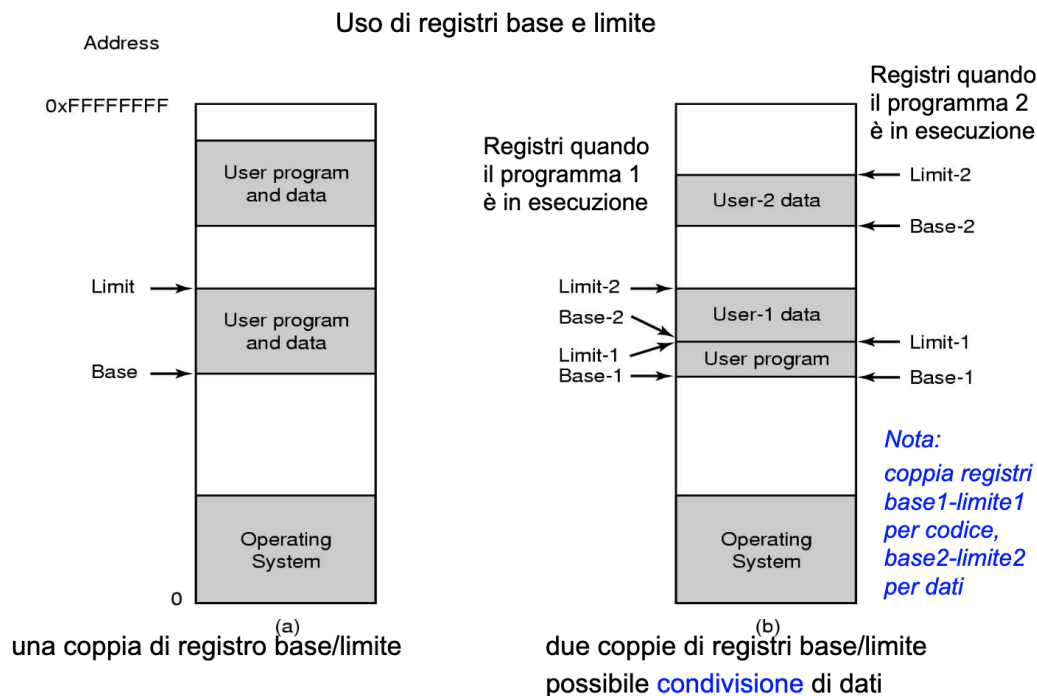 Uso di registri base e limite
Address
0xFFFFFFFF
User program
and data
Limit
User program
and data
Base
Operating
System
0
(a)
una coppia di registro base/limite
Registri quando
il programma 1
è in esecuzione
Registri quando
il programma 2
è in esecuzione
Limit-2
User-2 data
Base-2
Limit-2
User-1 data
Base-2
Limit-1
Limit-1
User program
Base-1
Base-1
Operating
System
Nota:
coppia registri
base1-limite1
per codice,
base2-limite2
per dati
(b)
due coppie di registri base/limite
possibile condivisione di dati